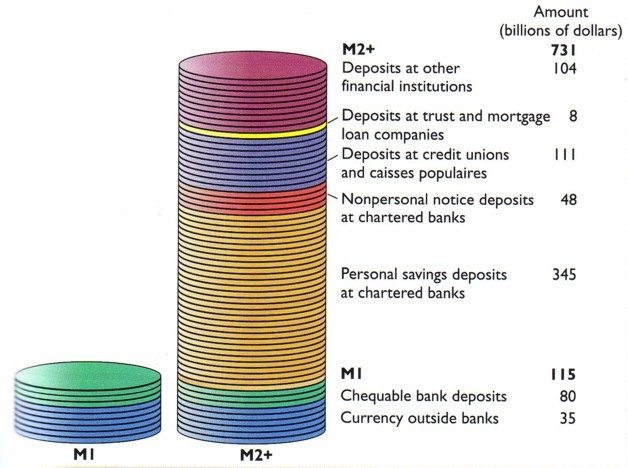 Amount
(billions of dollars)
M2+ 731
Deposits at other 104
financial institutions
Deposits at trust and mortgage 8
loan companies
Deposits at credit unions 111
and caisses populaires
Nonpersonal notice deposits 48
at chartered banks
Personal savings deposits 345
at chartered banks
M1 115
Chequable bank deposits 80
Currency outside banks 35
M1 M2+